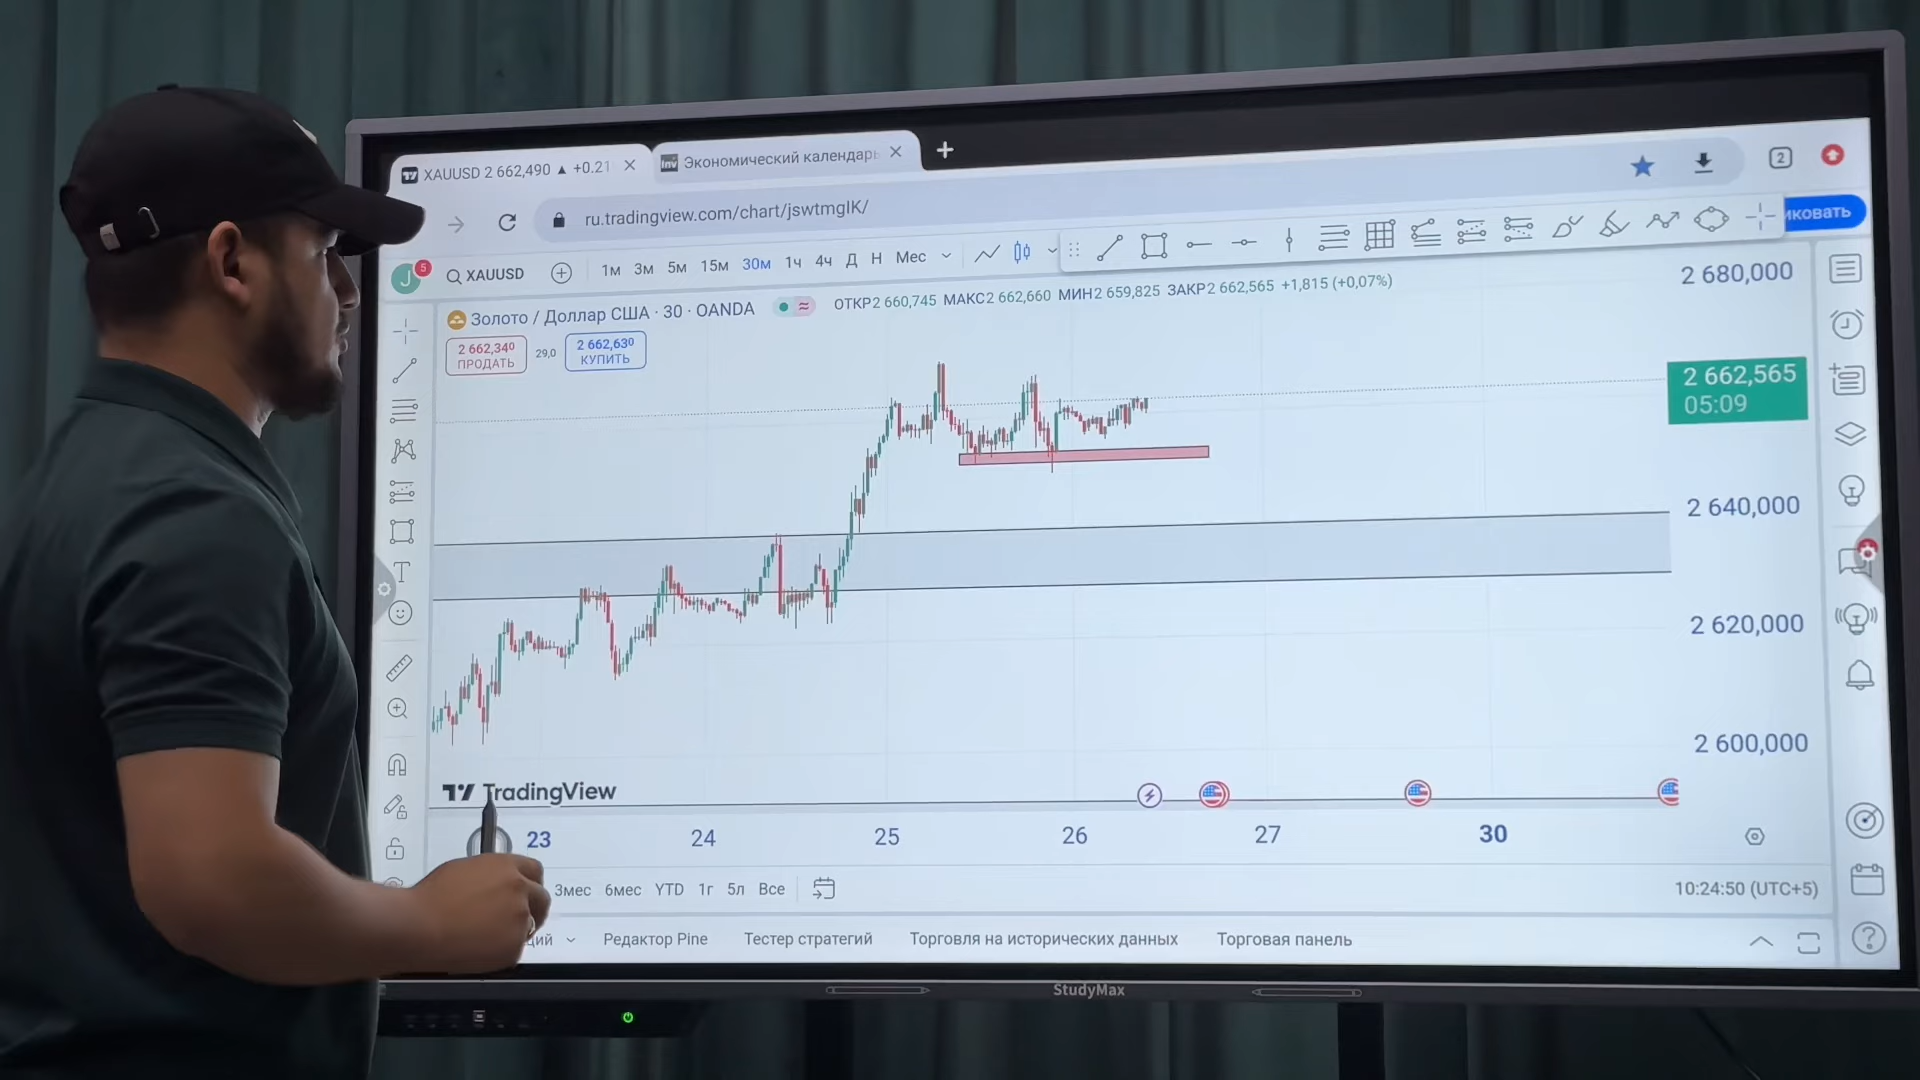 XAUUSD 2 662,490 ▲ +0.21
Inv Экономический календарь
2
ru.tradingview.com/chart/jswtmgIK/
иковать
J 5
XAUUSD
1м 3м 5м 15м 30м 1ч 4ч Д Н Мес
Золото / Доллар США · 30 · OANDA
ОТКР2 660,745 МАКС2 662,660 МИН2 659,825 ЗАКР2 662,565 +1,815 (+0,07%)
2 662,340
ПРОДАТЬ
29,0
2 662,630
КУПИТЬ
2 680,000
2 662,565
05:09
2 640,000
2 620,000
2 600,000
TradingView
23 24 25 26 27 30
3мес 6мес YTD 1г 5л Все
10:24:50 (UTC+5)
ций Редактор Pine Тестер стратегий Торговля на исторических данных Торговая панель
StudyMax